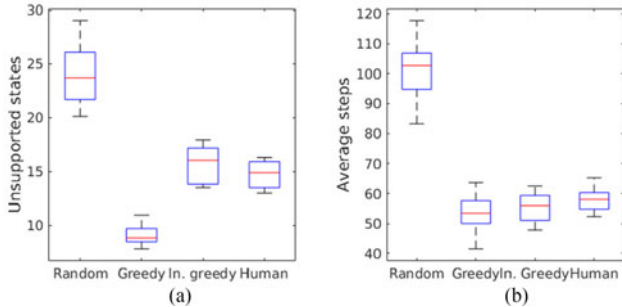 30
25
20
15
10
Unsupported states
Random Greedy In. greedy Human
(a)
120
110
100
90
80
70
60
50
40
Average steps
Random GreedyIn. GreedyHuman
(b)